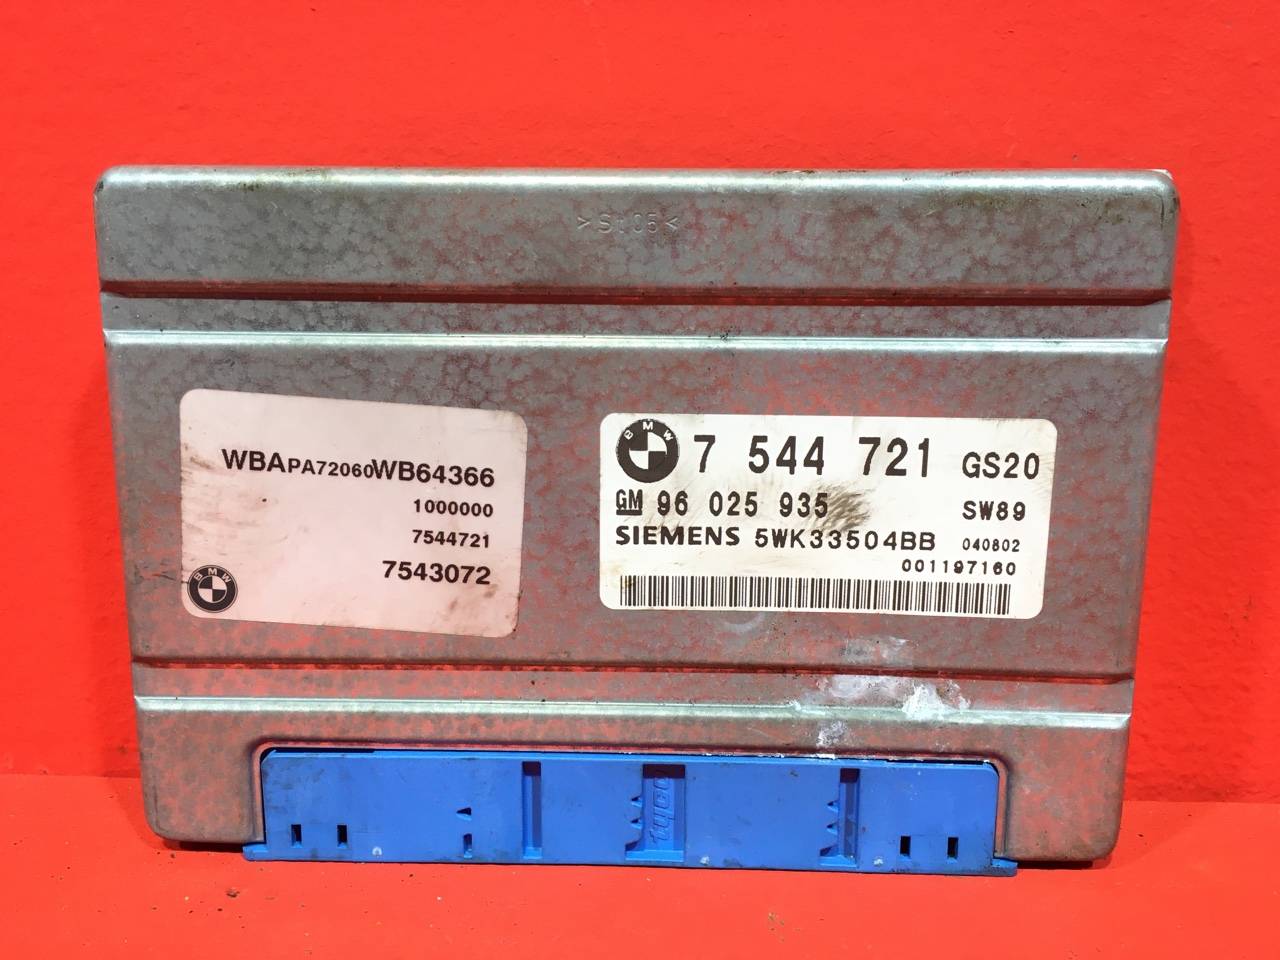 >St05<
WBAPA72060WB64366
1000000
7544721
7543072
BMW
BMW 7 544 721 GS20
GM 96 025 935 SW89
SIEMENS 5WK33504BB 040802
001197160
tyco